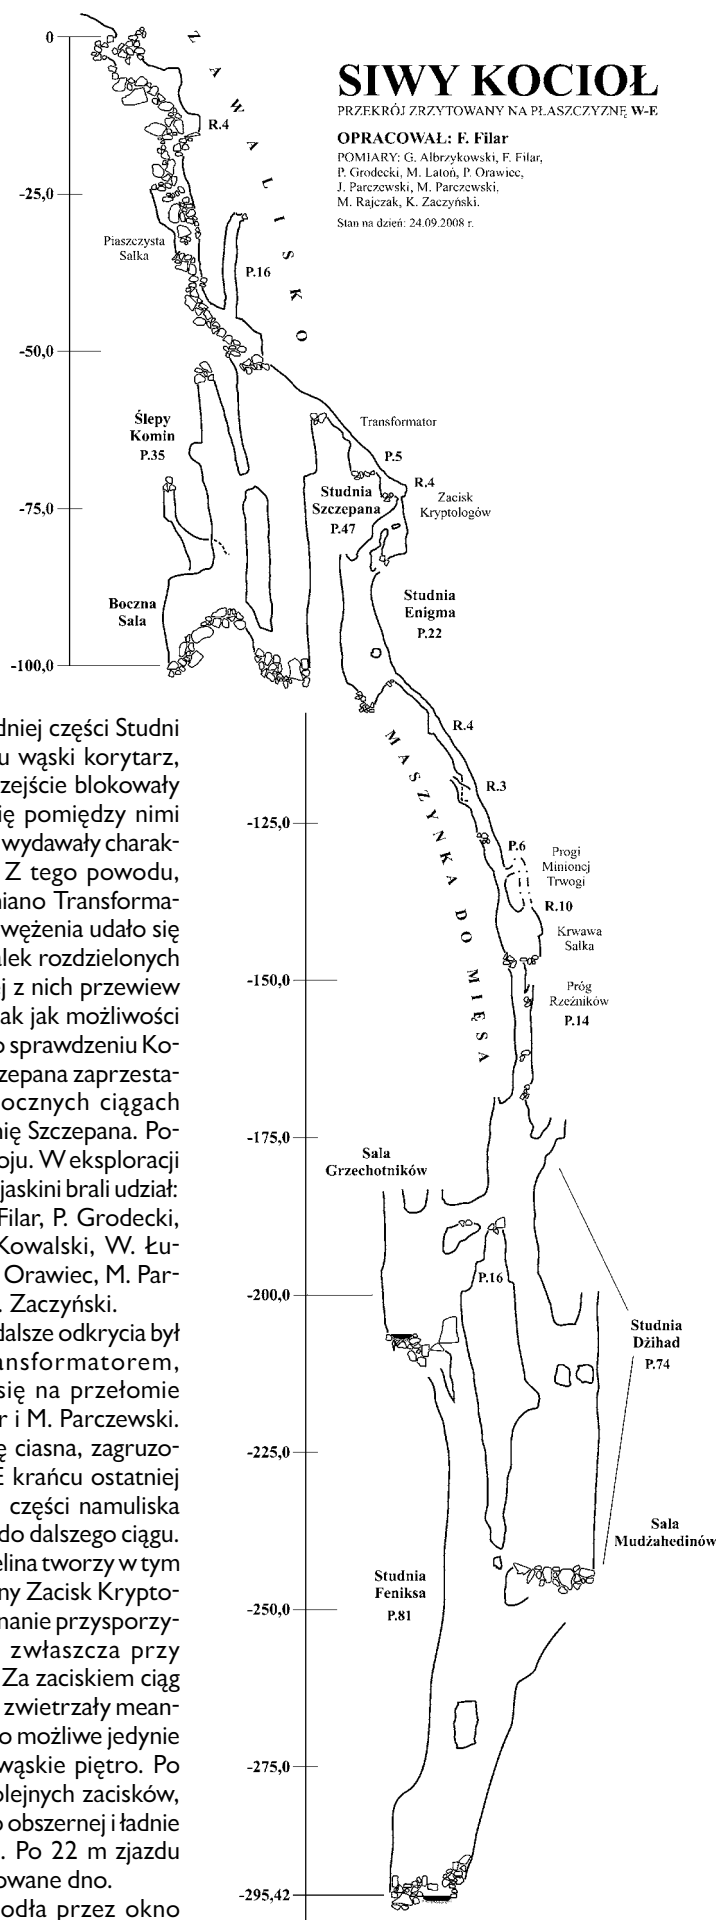 SIWY KOCIOŁ
PRZEKRÓJ ZRZYTOWANY NA PŁASZCZYZNĘ W-E
OPRACOWAŁ: F. Filar
POMIARY: G. Albrzykowski, F. Filar,
P. Grodecki, M. Latoń, P. Orawiec,
J. Parczewski, M. Parczewski,
M. Rajczak, K. Zaczyński.
Stan na dzień: 24.09.2008 r.
0
ZAWALISKO
R.4
-25,0
Piaszczysta
Salka
P.16
-50,0
Ślepy
Komin
P.35
Transformator
P.5
R.4
Studnia
Szczepana
P.47
Zacisk
Kryptologów
-75,0
Boczna
Sala
Studnia
Enigma
P.22
-100,0
MASZYNKA DO MIĘSA
R.4
R.3
-125,0
P.6
Progi
Minionej
Trwogi
R.10
Krwawa
Salka
-150,0
Próg
Rzeźników
P.14
-175,0
Sala
Grzechotników
P.16
-200,0
Studnia
Dżihad
P.74
-225,0
Sala
Mudżahedinów
Studnia
Feniksa
P.81
-250,0
-275,0
-295,42
dniej części Studni
u wąski korytarz,
zejście blokowały
ię pomiędzy nimi
wydawały charak-
Z tego powodu,
niano Transforma-
wężenia udało się
alek rozdzielonych
j z nich przewiew
ak jak możliwości
o sprawdzeniu Ko-
zepana zaprzesta-
ocznych ciągach
nię Szczepana. Po-
oju. W eksploracji
jaskini brali udział:
Filar, P. Grodecki,
Kowalski, W. Łu-
Orawiec, M. Par-
. Zaczyński.
dalsze odkrycia był
ansformatorem,
się na przełomie
r i M. Parczewski.
ę ciasna, zagruzo-
E krańcu ostatniej
części namuliska
do dalszego ciągu.
elina tworzy w tym
ny Zacisk Krypto-
nanie przysporzy-
zwłaszcza przy
Za zaciskiem ciąg
zwietrzały mean-
o możliwe jedynie
wąskie piętro. Po
olejnych zacisków,
o obszernej i ładnie
. Po 22 m zjazdu
owane dno.
odła przez okno